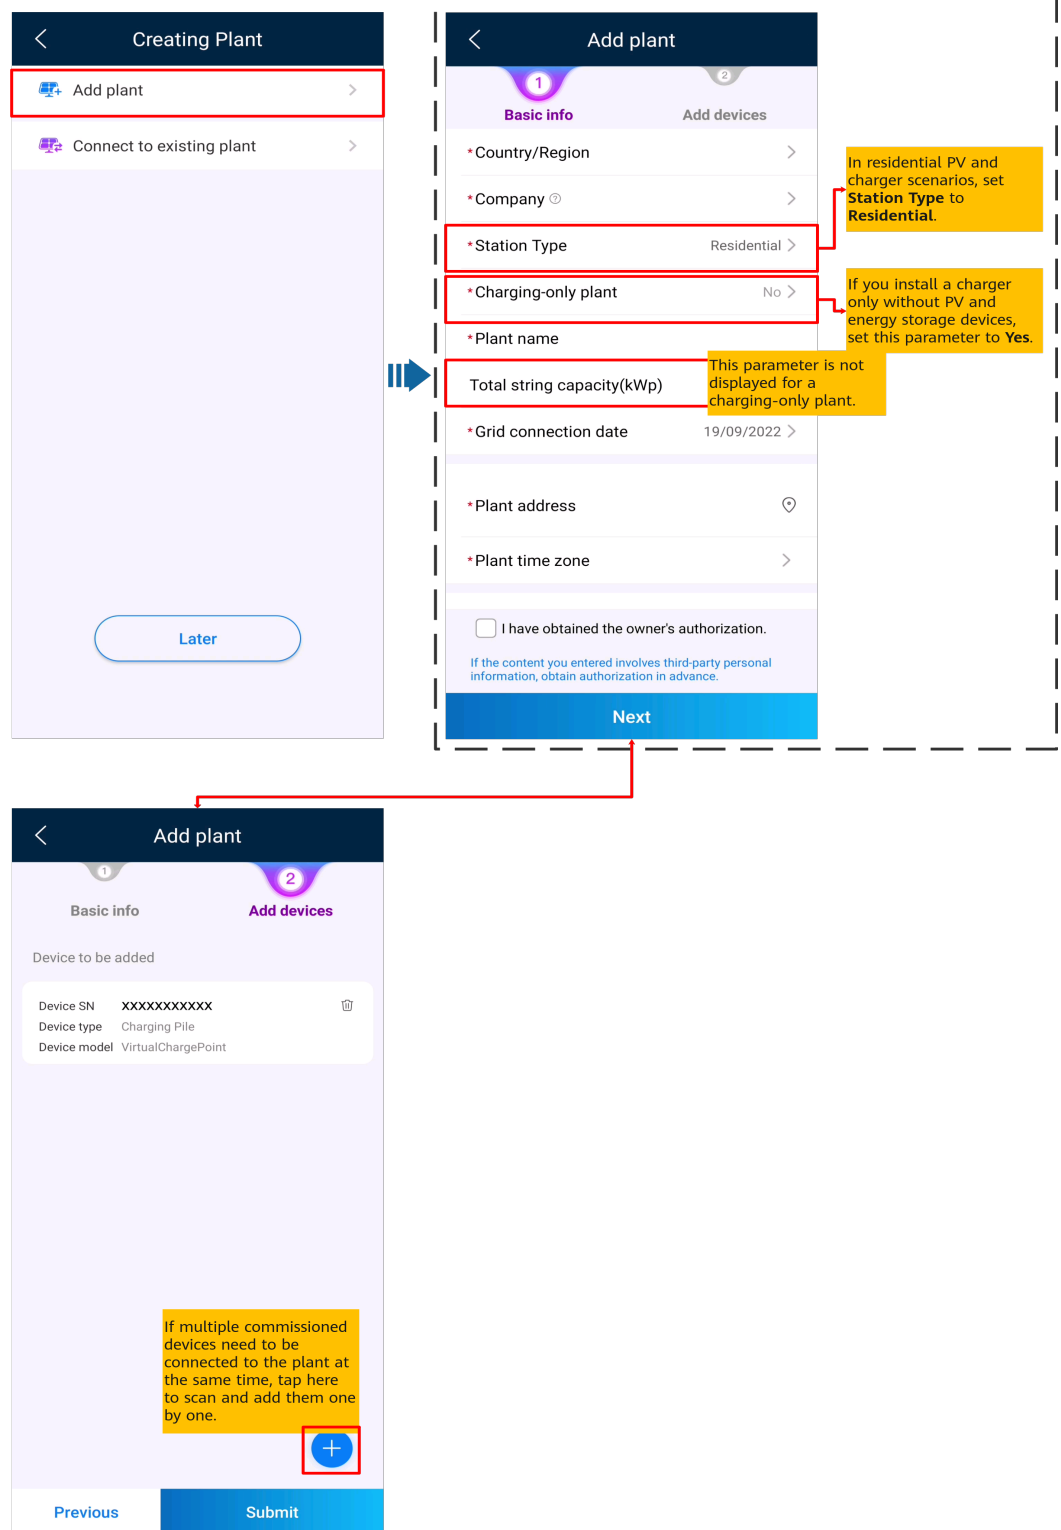 Creating Plant
Add plant
Connect to existing plant
Later
Add plant
1
2
Basic info
Add devices
*Country/Region
*Company ?
*Station Type
Residential
*Charging-only plant
No
*Plant name
Total string capacity(kWp)
*Grid connection date
19/09/2022
*Plant address
*Plant time zone
I have obtained the owner's authorization.
If the content you entered involves third-party personal
information, obtain authorization in advance.
Next
In residential PV and
charger scenarios, set
Station Type to
Residential.
If you install a charger
only without PV and
energy storage devices,
set this parameter to Yes.
This parameter is not
displayed for a
charging-only plant.
Add plant
1
2
Basic info
Add devices
Device to be added
Device SN XXXXXXXXXXX
Device type Charging Pile
Device model VirtualChargePoint
If multiple commissioned
devices need to be
connected to the plant at
the same time, tap here
to scan and add them one
by one.
Previous
Submit